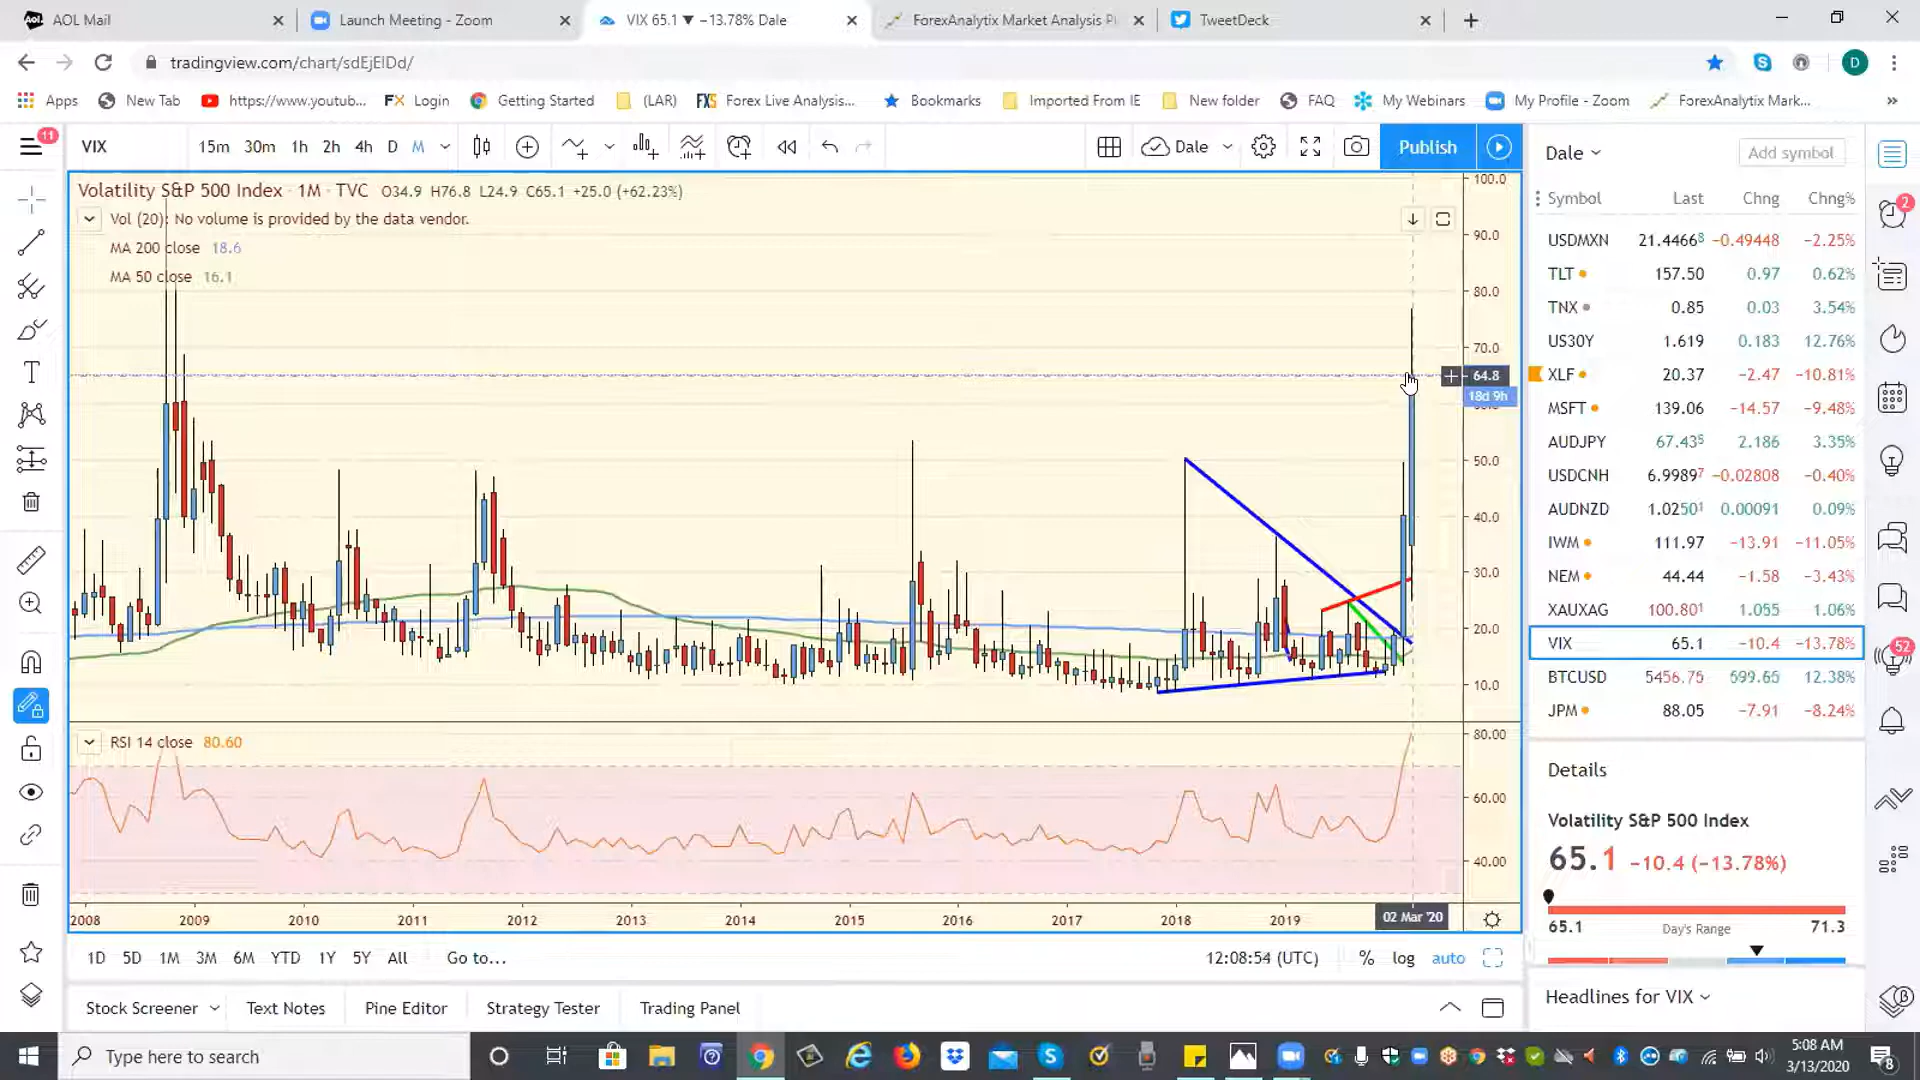 AOL Mail
Launch Meeting - Zoom
VIX 65.1 ▼ −13.78% Dale
ForexAnalytix Market Analysis Pl
TweetDeck
tradingview.com/chart/sdEjElDd/
D
Apps
New Tab
https://www.youtub...
FX Login
Getting Started
(LAR)
FXS Forex Live Analysis...
Bookmarks
Imported From IE
New folder
FAQ
My Webinars
My Profile - Zoom
ForexAnalytix Mark...
»
11
VIX
15m 30m 1h 2h 4h D M
Dale
Publish
Dale
Add symbol
Volatility S&P 500 Index · 1M · TVC O34.9 H76.8 L24.9 C65.1 +25.0 (+62.23%)
Vol (20): No volume is provided by the data vendor.
MA 200 close 18.6
MA 50 close 16.1
100.0
90.0
80.0
70.0
64.8
18d 9h
50.0
40.0
30.0
20.0
10.0
RSI 14 close 80.60
80.00
60.00
40.00
2008 2009 2010 2011 2012 2013 2014 2015 2016 2017 2018 2019 02 Mar '20
1D 5D 1M 3M 6M YTD 1Y 5Y All Go to...
12:08:54 (UTC) % log auto
Stock Screener Text Notes Pine Editor Strategy Tester Trading Panel
Symbol Last Chng Chng%
USDMXN 21.44668 −0.49448 −2.25%
TLT 157.50 0.97 0.62%
TNX 0.85 0.03 3.54%
US30Y 1.619 0.183 12.76%
XLF 20.37 −2.47 −10.81%
MSFT 139.06 −14.57 −9.48%
AUDJPY 67.435 2.186 3.35%
USDCNH 6.99897 −0.02808 −0.40%
AUDNZD 1.02501 0.00091 0.09%
IWM 111.97 −13.91 −11.05%
NEM 44.44 −1.58 −3.43%
XAUXAG 100.801 1.055 1.06%
VIX 65.1 −10.4 −13.78%
BTCUSD 5456.75 599.65 12.38%
JPM 88.05 −7.91 −8.24%
Details
Volatility S&P 500 Index
65.1 −10.4 (−13.78%)
65.1 Day's Range 71.3
Headlines for VIX
2
52
Type here to search
5:08 AM
3/13/2020
8